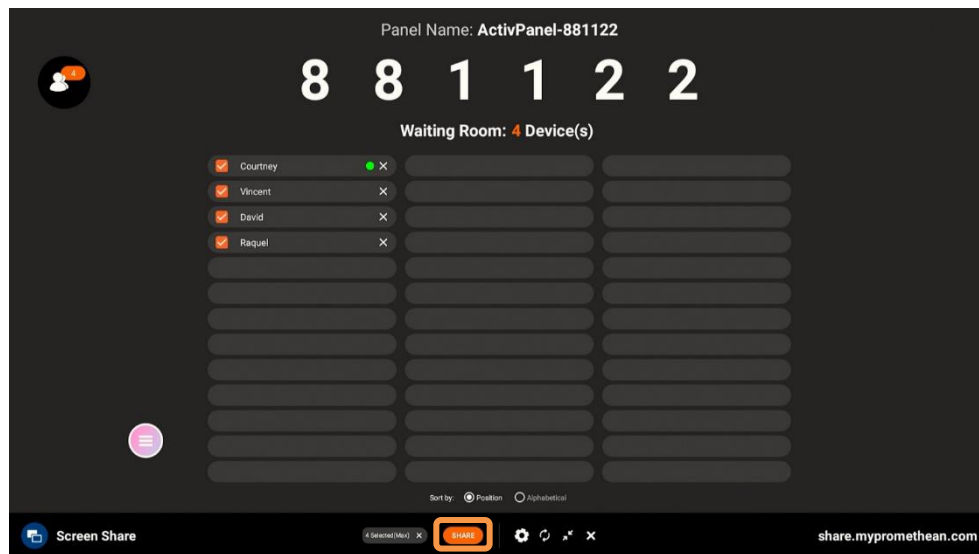 Panel Name: ActivPanel-881122
4
8 8 1 1 2 2
Waiting Room: 4 Device(s)
Courtney
Vincent
David
Raquel
Sort by: Position Alphabetical
Screen Share
4 Selected(Max)
SHARE
share.mypromethean.com